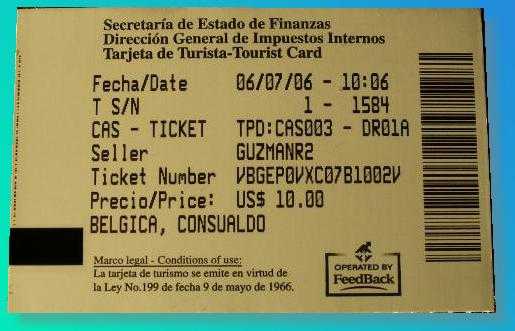 Secretaría de Estado de Finanzas
Dirección General de Impuestos Internos
Tarjeta de Turista-Tourist Card
Fecha/Date 06/07/06 - 10:06
T S/N 1 - 1584
CAS - TICKET TPD:CAS003 - DR01A
Seller GUZMANR2
Ticket Number VBGEP0VXC07B1002V
Precio/Price: US$ 10.00
BELGICA, CONSUALDO
Marco legal - Conditions of use:
La tarjeta de turismo se emite en virtud de
la Ley No.199 de fecha 9 de mayo de 1966.
OPERATED BY
FeedBack